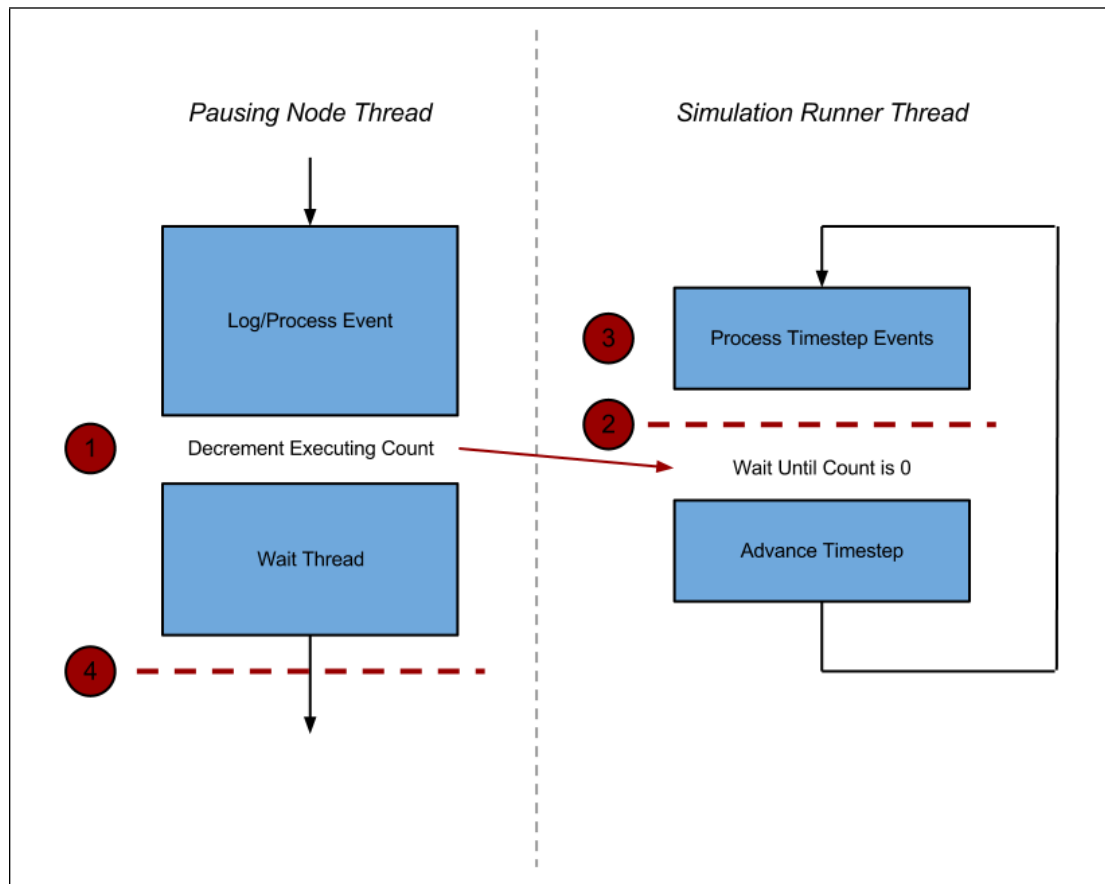 Pausing Node Thread
Simulation Runner Thread
Log/Process Event
3
Process Timestep Events
2
1
Decrement Executing Count
Wait Until Count is 0
Wait Thread
Advance Timestep
4